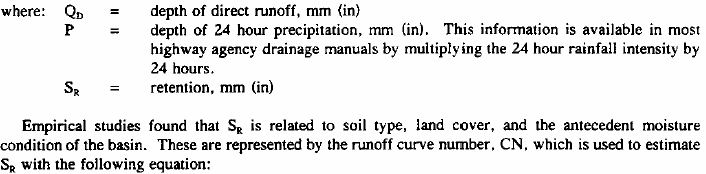 where: Q_D = depth of direct runoff, mm (in)
P = depth of 24 hour precipitation, mm (in). This information is available in most
highway agency drainage manuals by multiplying the 24 hour rainfall intensity by
24 hours.
S_R = retention, mm (in)
Empirical studies found that S_R is related to soil type, land cover, and the antecedent moisture
condition of the basin. These are represented by the runoff curve number, CN, which is used to estimate
S_R with the following equation: